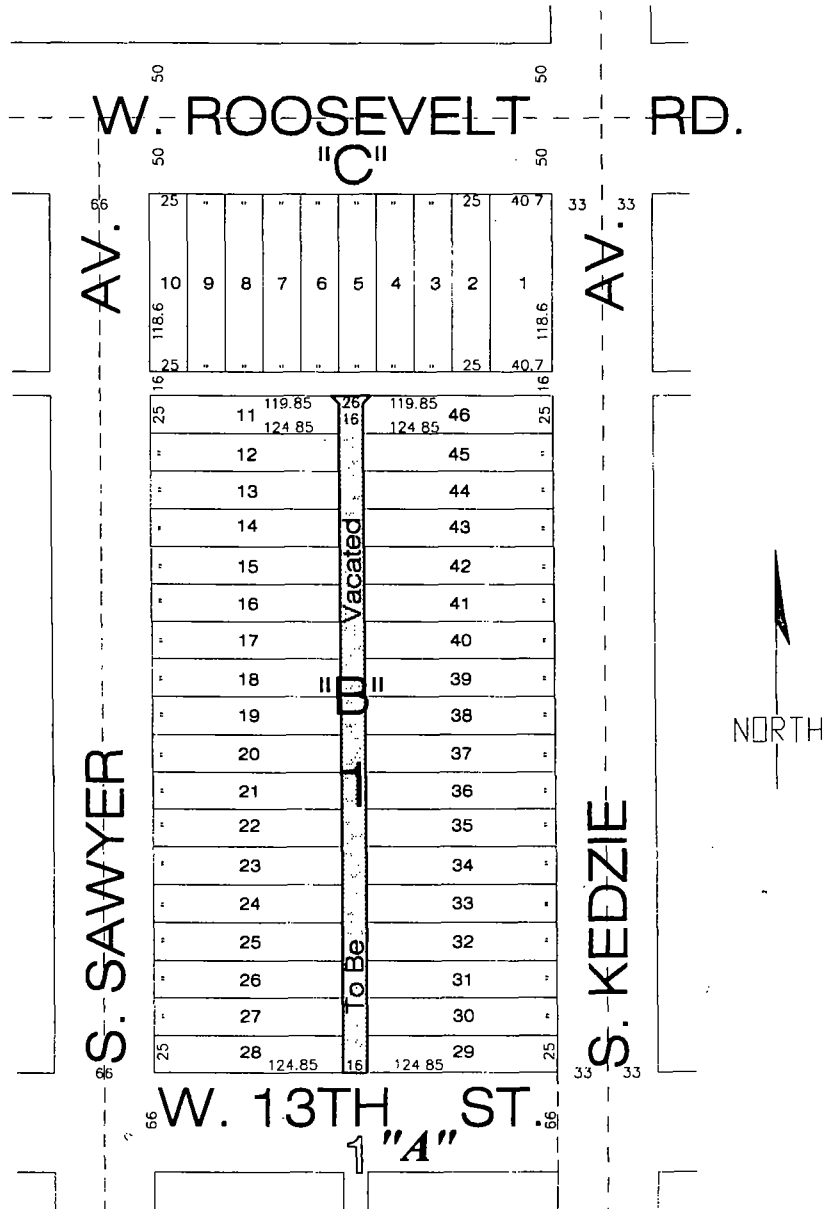 50 50
W. ROOSEVELT RD.
50 50
"C"
66 25 " " " " " " 25 40.7 33 33
AV. AV.
10 9 8 7 6 5 4 3 2 1
118.6 118.6
25 " " " " " " 25 40.7
16 16
119.85 26 119.85
25 11 16 46 25
124.85 124.85
" 12 45 "
" 13 44 "
" 14 43 "
" 15 42 "
" 16 41 "
" 17 40 "
" 18 39 "
" 19 38 "
" 20 37 "
" 21 36 "
" 22 35 "
" 23 34 "
" 24 33 "
" 25 32 "
" 26 31 "
" 27 30 "
25 28 29 25
66 124.85 16 124.85 33 33
To Be Vacated
"B"
1
S. SAWYER
S. KEDZIE
NORTH
66 W. 13TH ST. 66
1 "A"